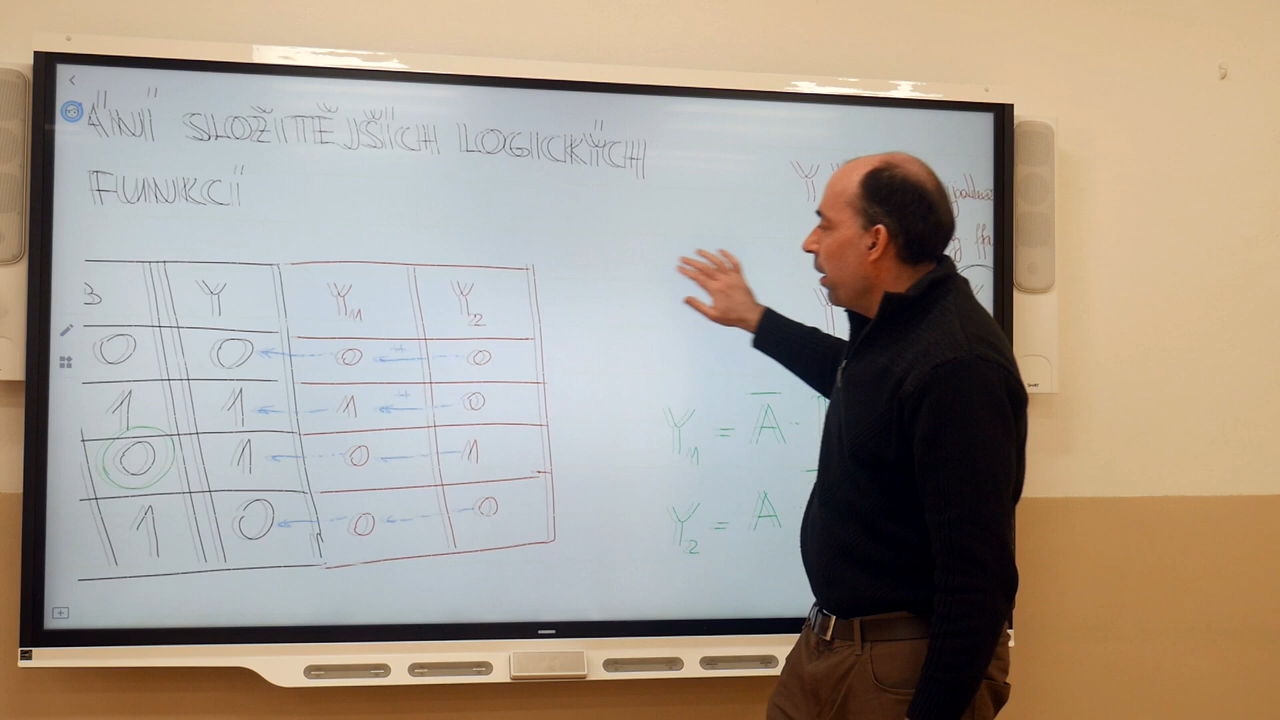 ÄNÍ SLOŽITĚJŠÍCH LOGICKÝCH
FUNKCÍ
B Y Y₁ Y₂
0 0 0 + 0
1 1 1 + 0
0 1 0 1
1 0 0 0
Y
Y₁ = A̅ ·
Y₂ = A